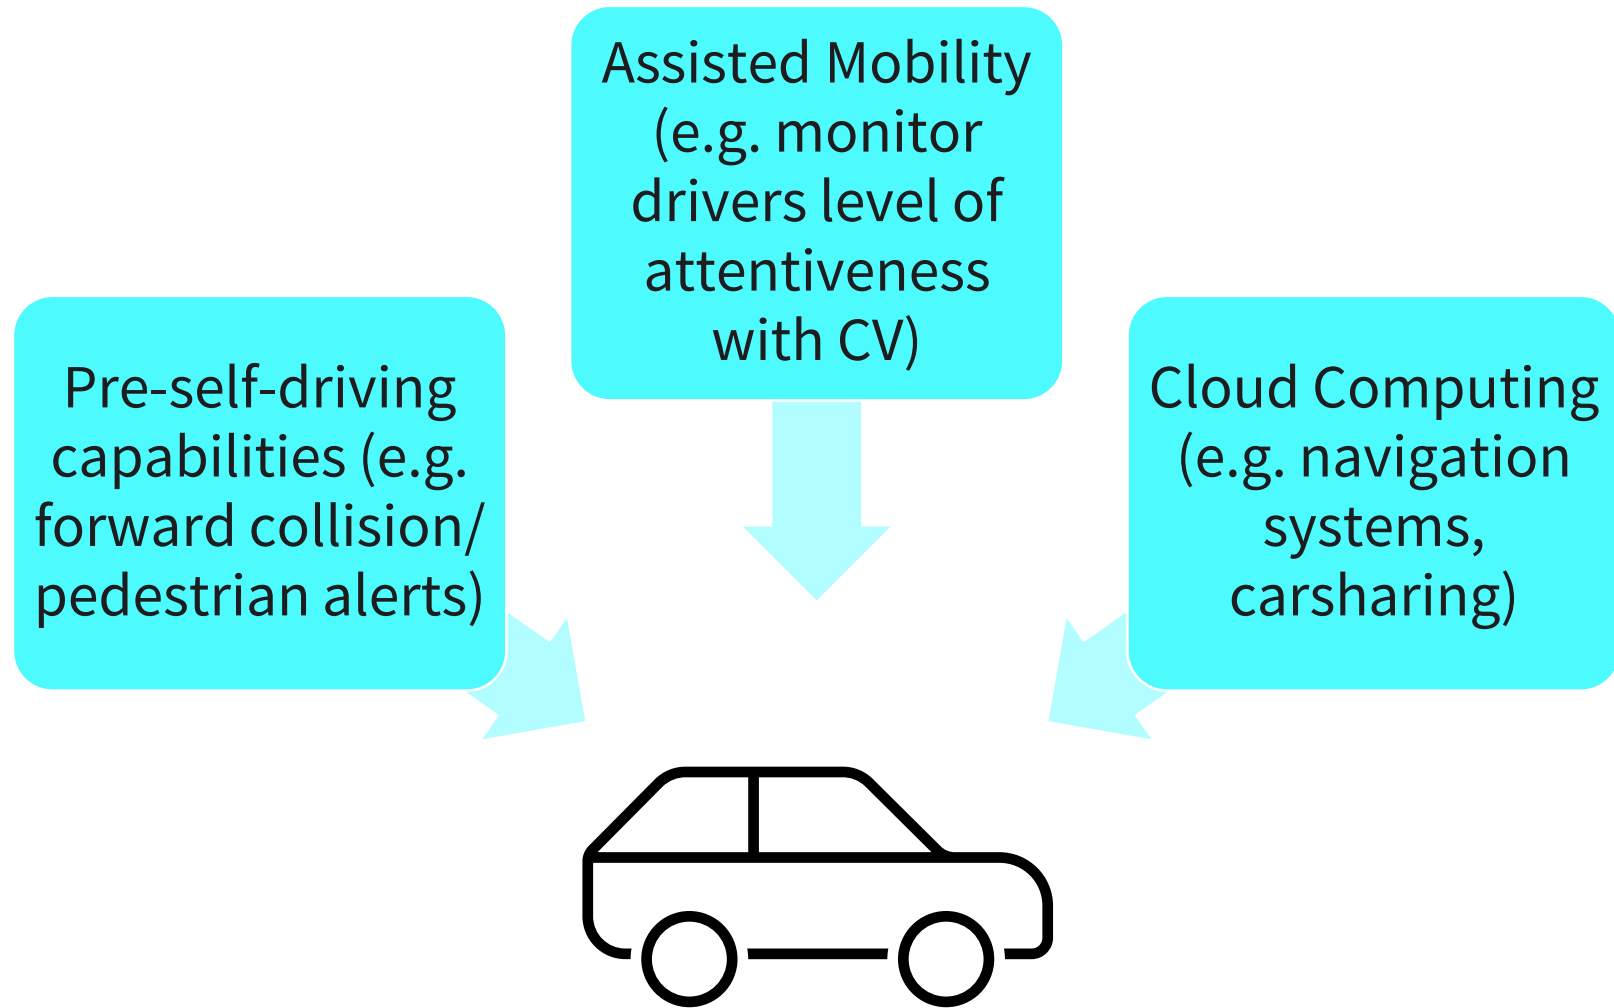 Assisted Mobility
(e.g. monitor
drivers level of
attentiveness
with CV)
Pre-self-driving
capabilities (e.g.
forward collision/
pedestrian alerts)
Cloud Computing
(e.g. navigation
systems,
carsharing)